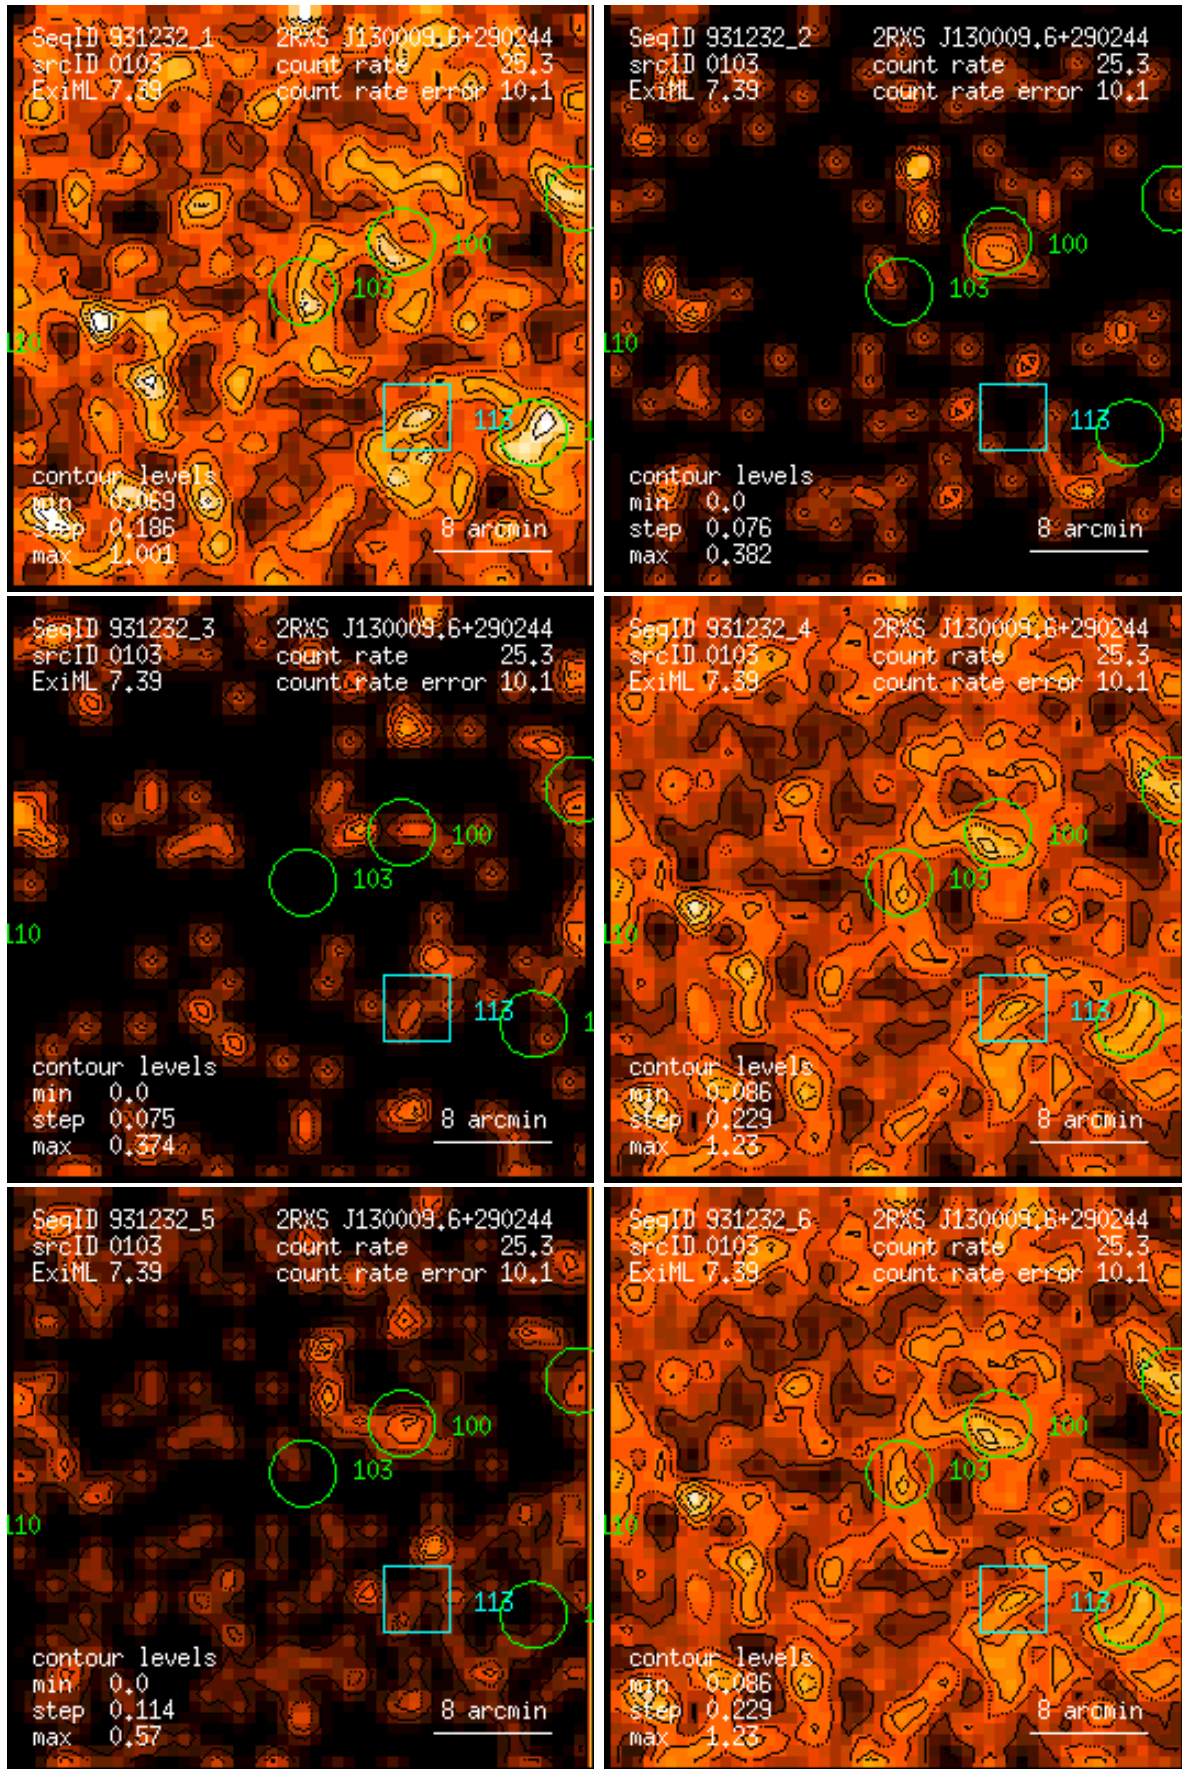 SeqID 931232_1 2RXS J130009.6+290244
srcID 0103 count rate 25.3
ExiML 7.39 count rate error 10.1
100
103
110
113
1
contour levels
min 0.069
step 0.186 8 arcmin
max 1.001
SeqID 931232_2 2RXS J130009.6+290244
srcID 0103 count rate 25.3
ExiML 7.39 count rate error 10.1
100
103
110
113
contour levels
min 0.0
step 0.076 8 arcmin
max 0.382
SeqID 931232_3 2RXS J130009.6+290244
srcID 0103 count rate 25.3
ExiML 7.39 count rate error 10.1
100
103
110
113
1
contour levels
min 0.0
step 0.075 8 arcmin
max 0.374
SeqID 931232_4 2RXS J130009.6+290244
srcID 0103 count rate 25.3
ExiML 7.39 count rate error 10.1
100
103
110
113
contour levels
min 0.086
step 0.229 8 arcmin
max 1.23
SeqID 931232_5 2RXS J130009.6+290244
srcID 0103 count rate 25.3
ExiML 7.39 count rate error 10.1
100
103
110
113
1
contour levels
min 0.0
step 0.114 8 arcmin
max 0.57
SeqID 931232_6 2RXS J130009.6+290244
srcID 0103 count rate 25.3
ExiML 7.39 count rate error 10.1
100
103
110
113
contour levels
min 0.086
step 0.229 8 arcmin
max 1.23